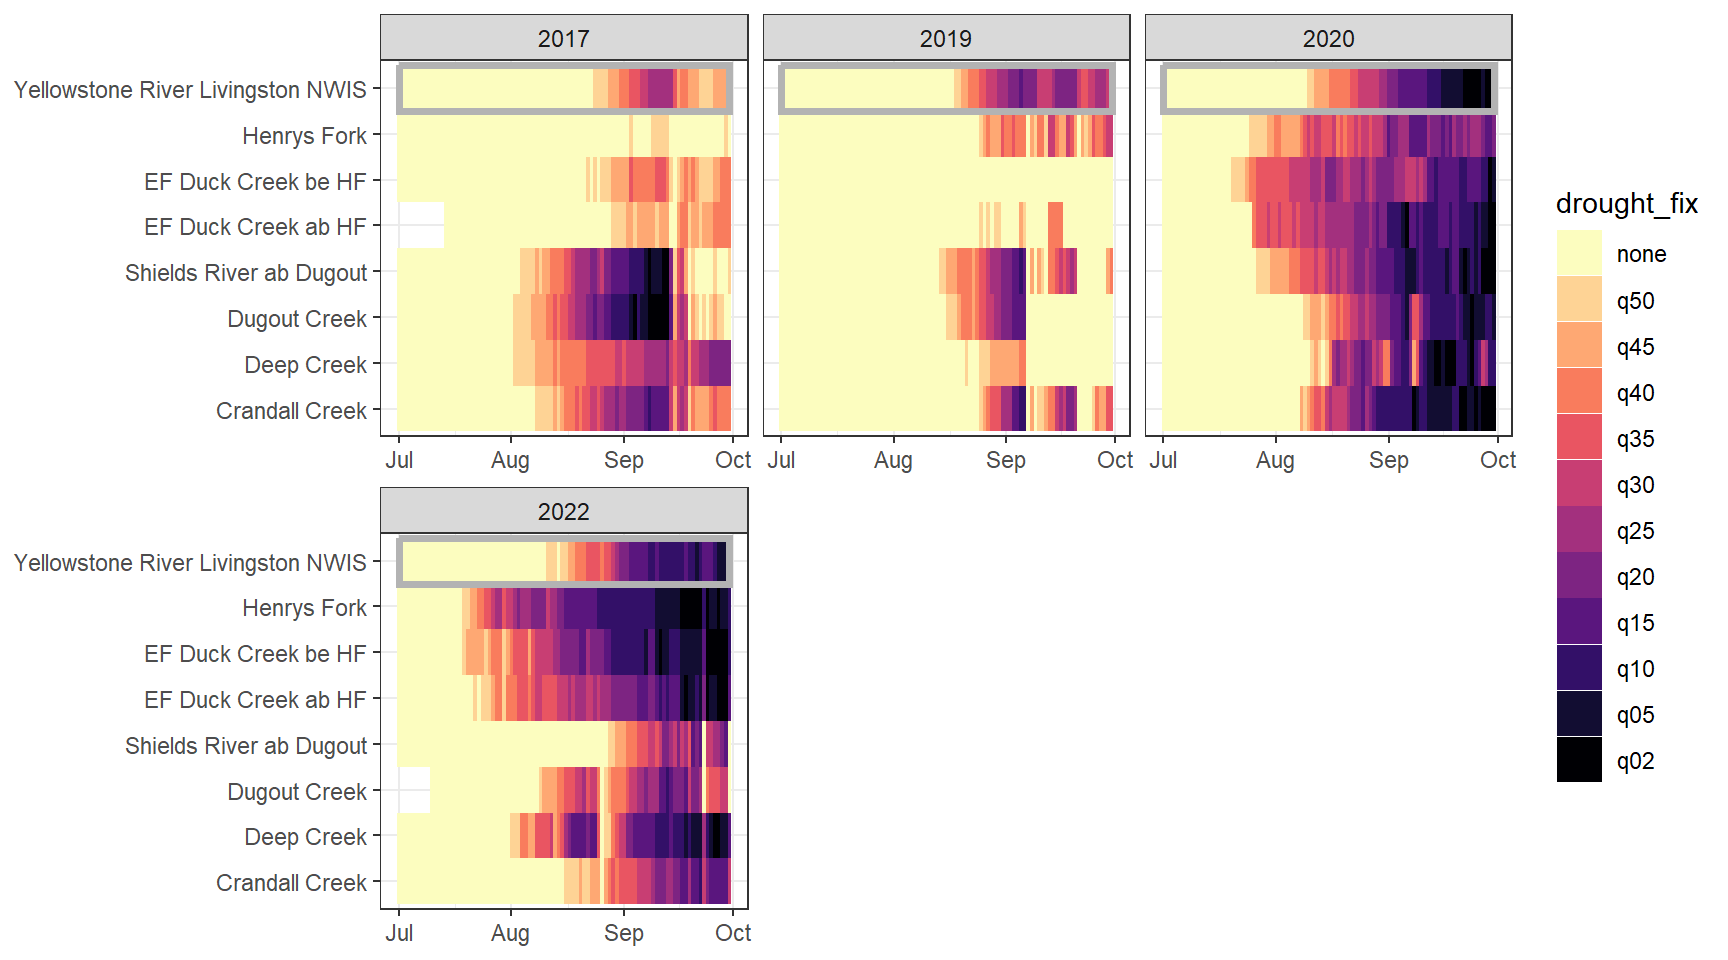 2017
2019
2020
Yellowstone River Livingston NWIS
Henrys Fork
EF Duck Creek be HF
EF Duck Creek ab HF
Shields River ab Dugout
Dugout Creek
Deep Creek
Crandall Creek
Jul Aug Sep Oct
Jul Aug Sep Oct
Jul Aug Sep Oct
2022
Yellowstone River Livingston NWIS
Henrys Fork
EF Duck Creek be HF
EF Duck Creek ab HF
Shields River ab Dugout
Dugout Creek
Deep Creek
Crandall Creek
Jul Aug Sep Oct
drought_fix
none
q50
q45
q40
q35
q30
q25
q20
q15
q10
q05
q02